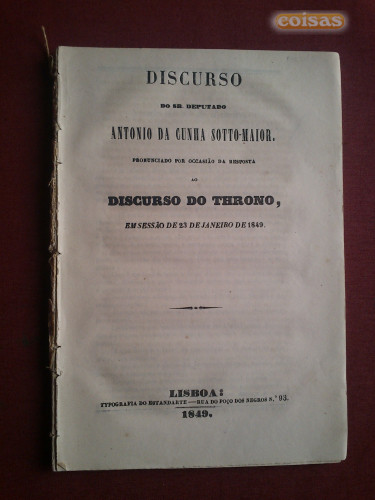 coisas
DISCURSO
DO SR. DEPUTADO
ANTONIO DA CUNHA SOTTO-MAIOR,
PRONUNCIADO POR OCCASIÃO DA RESPOSTA
AO
DISCURSO DO THRONO,
EM SESSÃO DE 23 DE JANEIRO DE 1849.
LISBOA:
TYPOGRAFIA DO ESTANDARTE — RUA DO POÇO DOS NEGROS N.º 93.
1849.